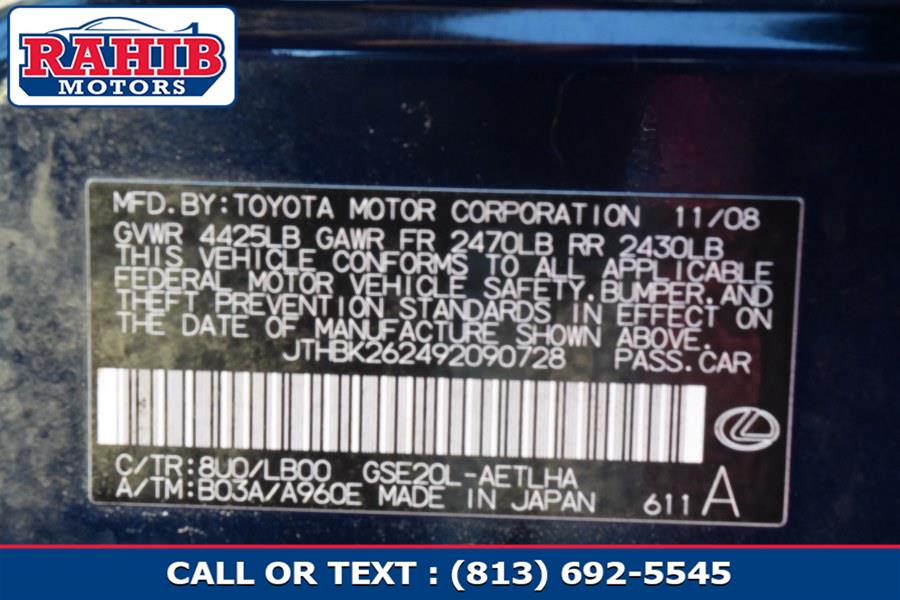 RAHIB
MOTORS
MFD.BY:TOYOTA MOTOR CORPORATION 11/08
GVWR 4425LB GAWR FR 2470LB RR 2430LB
THIS VEHICLE CONFORMS TO ALL APPLICABLE
FEDERAL MOTOR VEHICLE SAFETY,BUMPER,AND
THEFT PREVENTION STANDARDS IN EFFECT ON
THE DATE OF MANUFACTURE SHOWN ABOVE.
JTHBK262492090728 PASS.CAR
C/TR:8U0/LB00 GSE20L-AETLHA
A/TM:B03A/A960E MADE IN JAPAN 611 A
CALL OR TEXT : (813) 692-5545